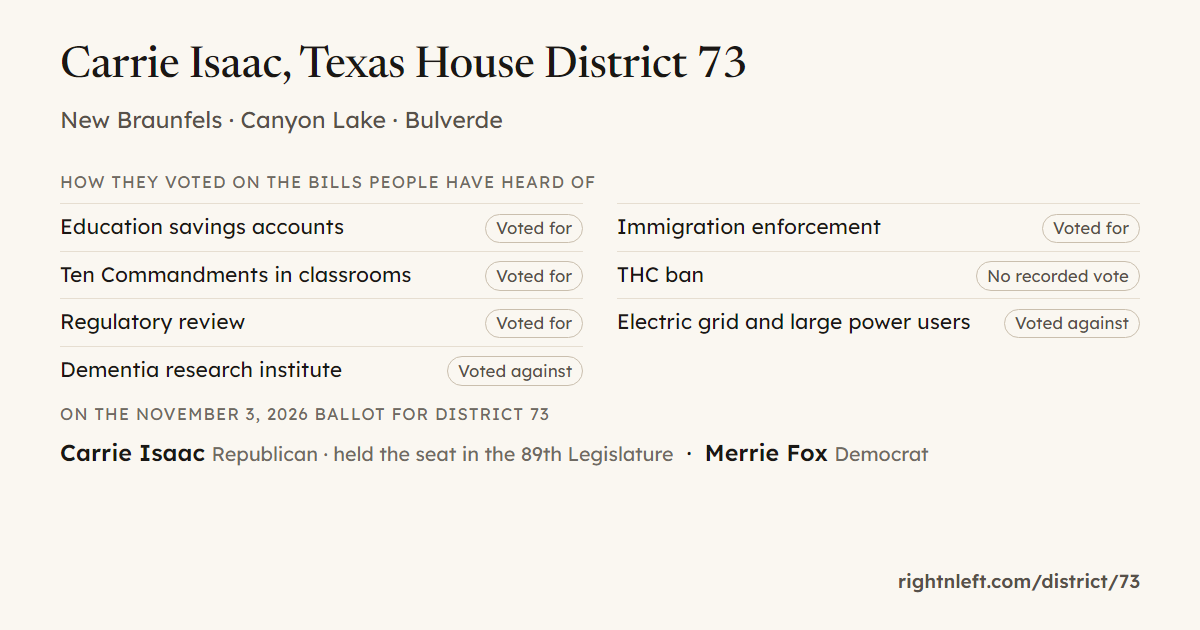 Carrie Isaac, Texas House District 73
New Braunfels · Canyon Lake · Bulverde
HOW THEY VOTED ON THE BILLS PEOPLE HAVE HEARD OF
Education savings accounts Voted for
Ten Commandments in classrooms Voted for
Regulatory review Voted for
Dementia research institute Voted against
Immigration enforcement Voted for
THC ban No recorded vote
Electric grid and large power users Voted against
ON THE NOVEMBER 3, 2026 BALLOT FOR DISTRICT 73
Carrie Isaac Republican · held the seat in the 89th Legislature · Merrie Fox Democrat
rightnleft.com/district/73